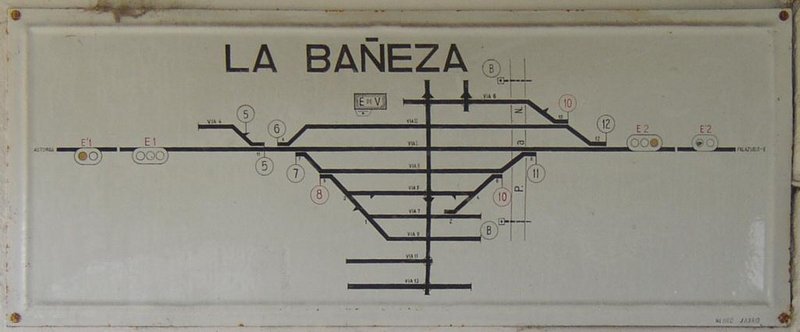 LA BAÑEZA
B
E DE V
VIA 6
P. a N.
10
VIA 4
5
6
VIA 2
12
E'1
E1
E2
E'2
ASTORGA
VIA 1
PALAZUELO-E
5
7
VIA 3
11
8
VIA 5
10
VIA 7
VIA 9
B
VIA 11
VIA 13